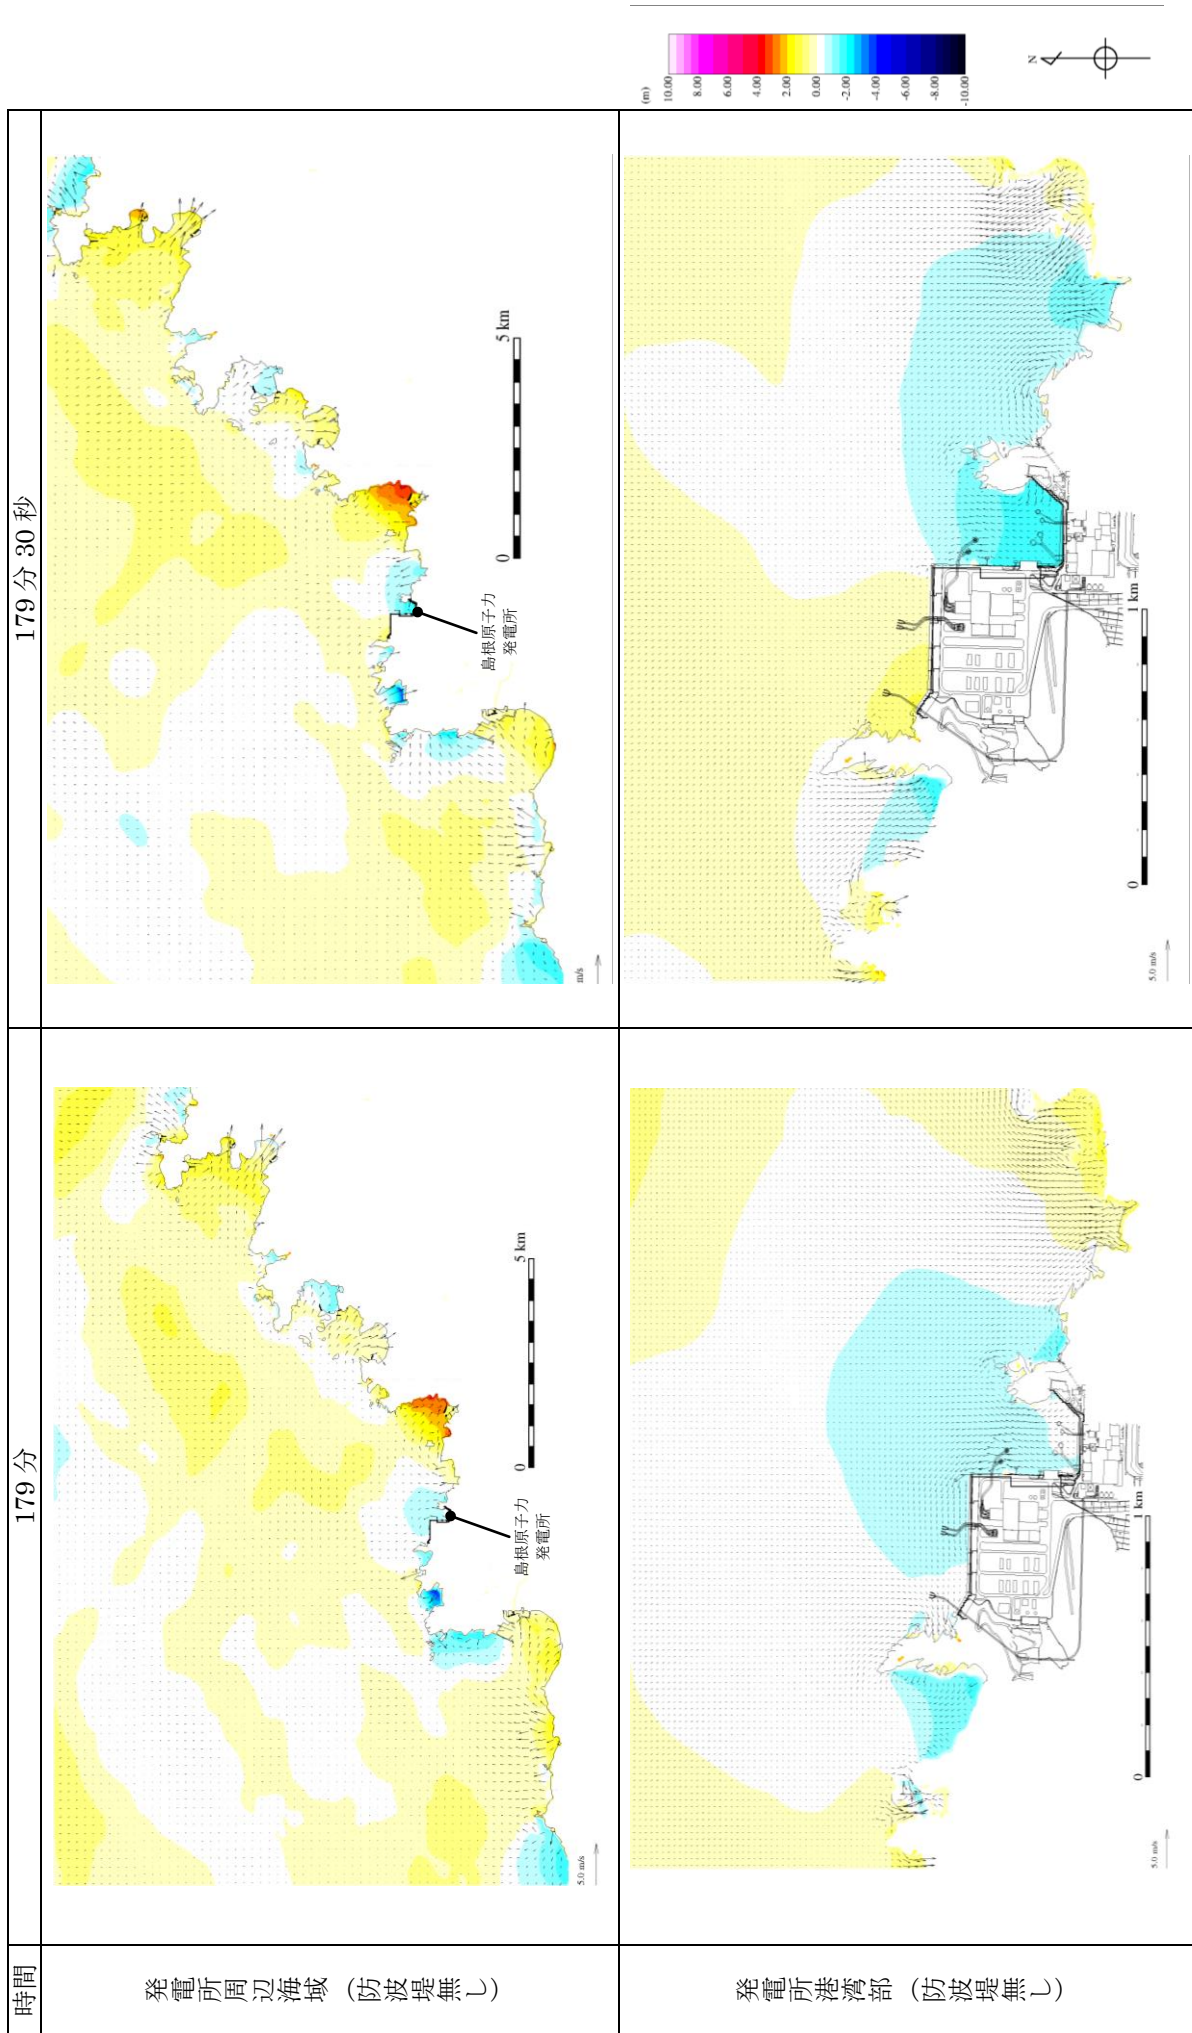 時間
179分
179分30秒
発電所周辺海域（防波堤無し）
島根原子力
発電所
0
5 km
5.0 m/s
島根原子力
発電所
0
5 km
m/s
発電所港湾部（防波堤無し）
0
1 km
5.0 m/s
0
1 km
5.0 m/s
(m)
10.00
8.00
6.00
4.00
2.00
0.00
-2.00
-4.00
-6.00
-8.00
-10.00
N